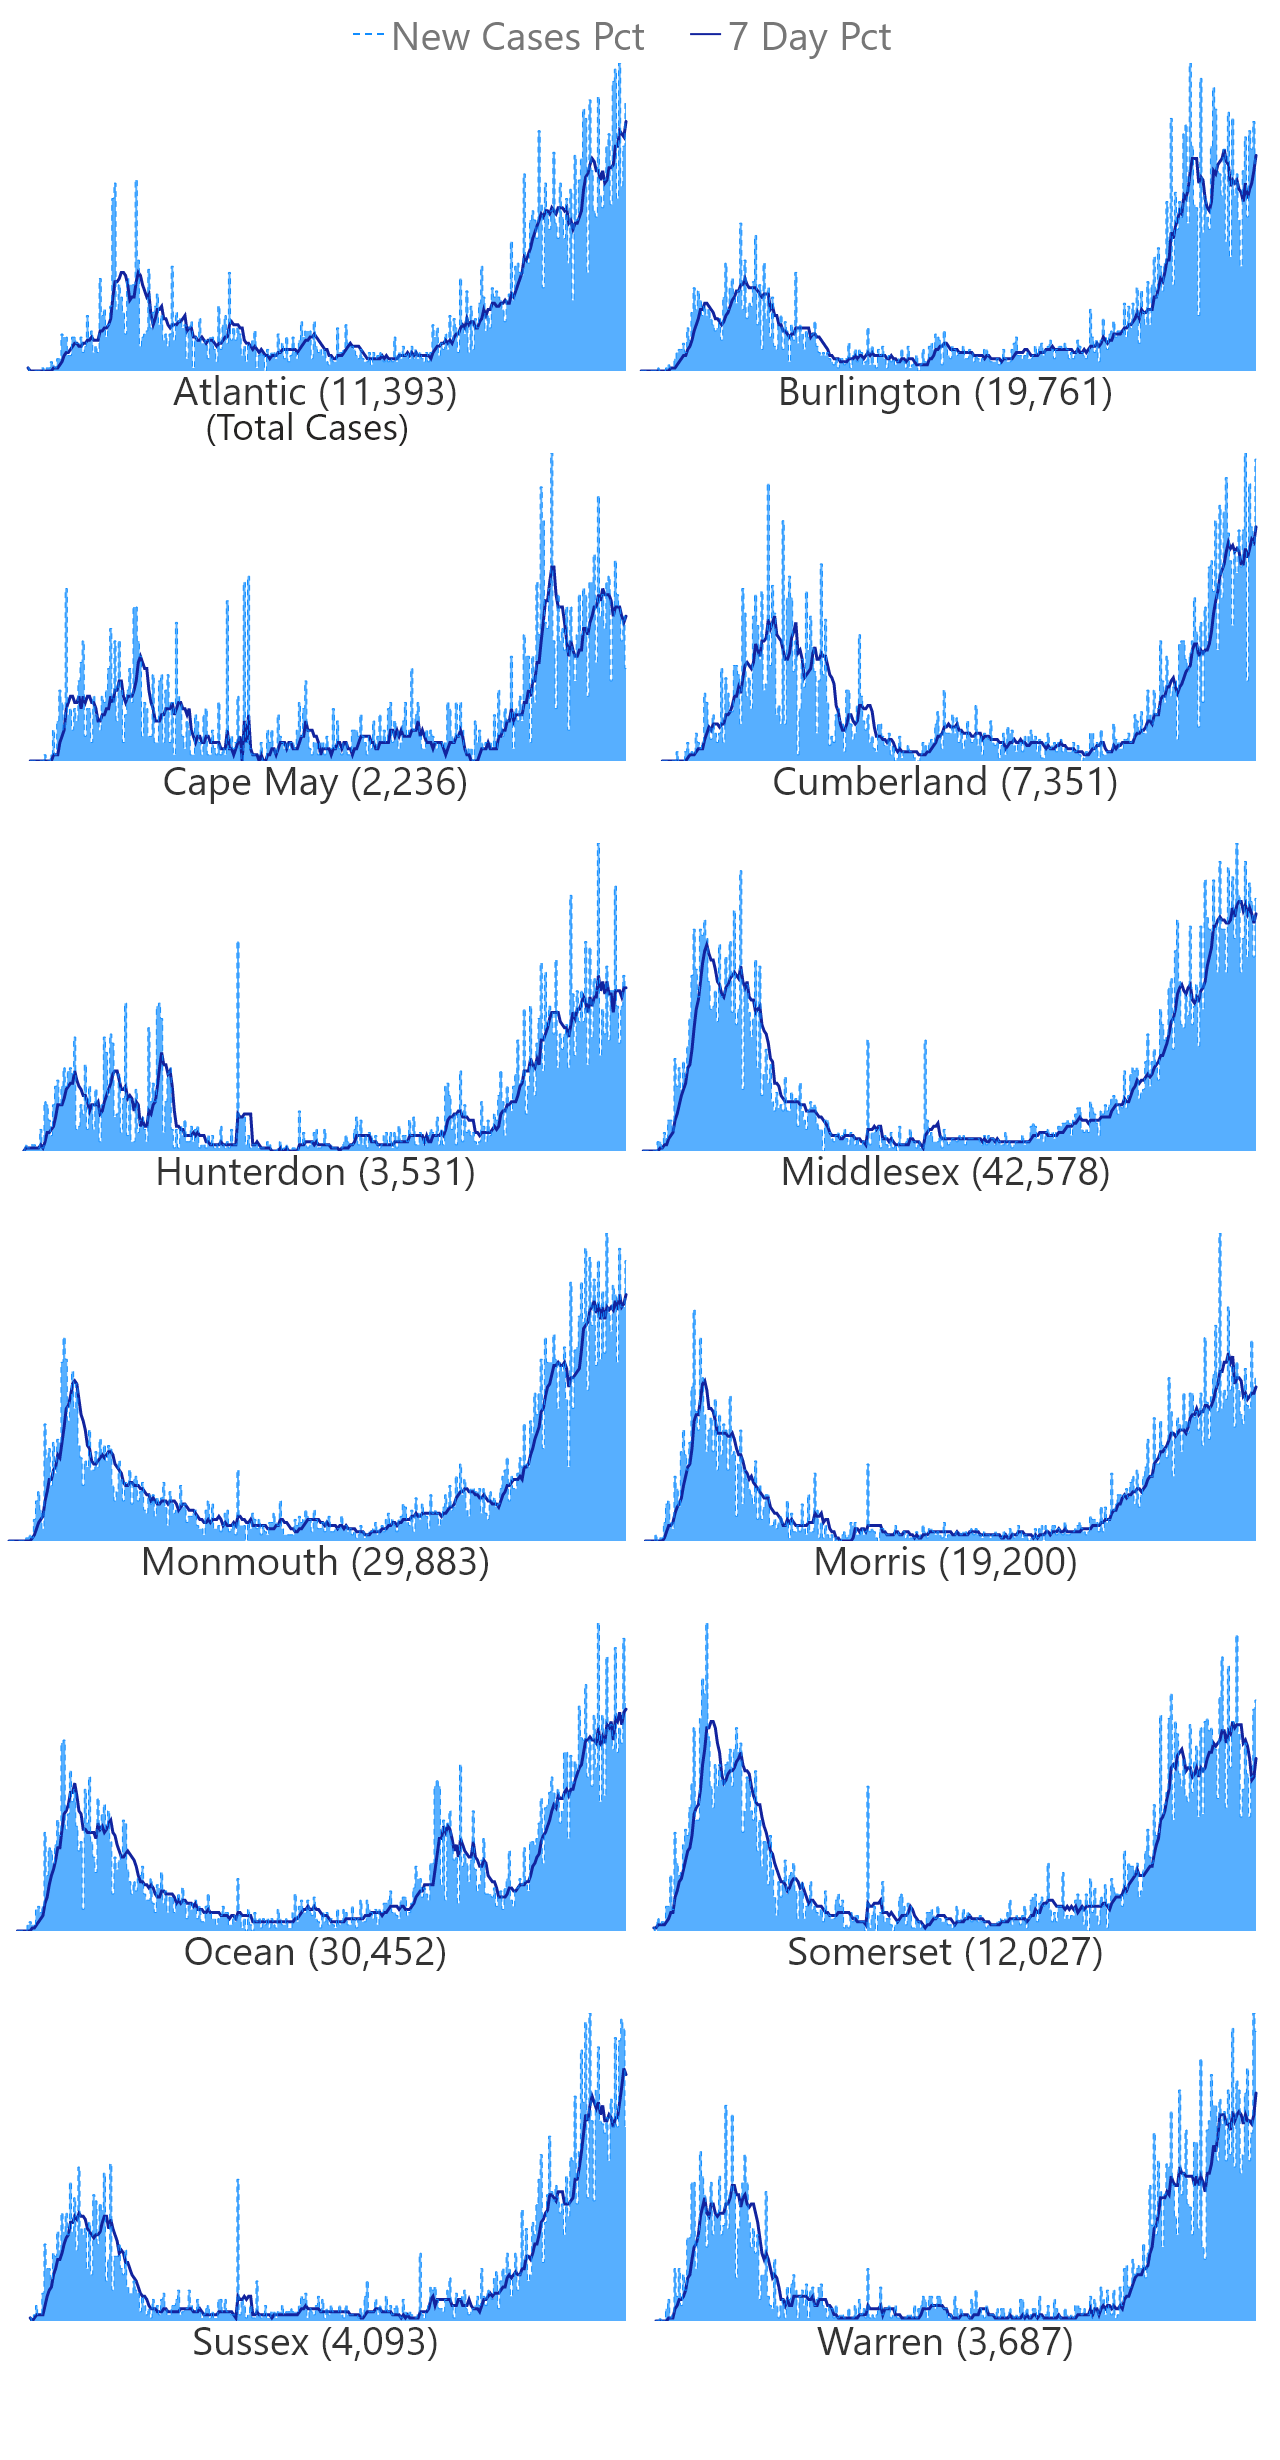 New Cases Pct 7 Day Pct
Atlantic (11,393) Burlington (19,761)
(Total Cases)
Cape May (2,236) Cumberland (7,351)
Hunterdon (3,531) Middlesex (42,578)
Monmouth (29,883) Morris (19,200)
Ocean (30,452) Somerset (12,027)
Sussex (4,093) Warren (3,687)